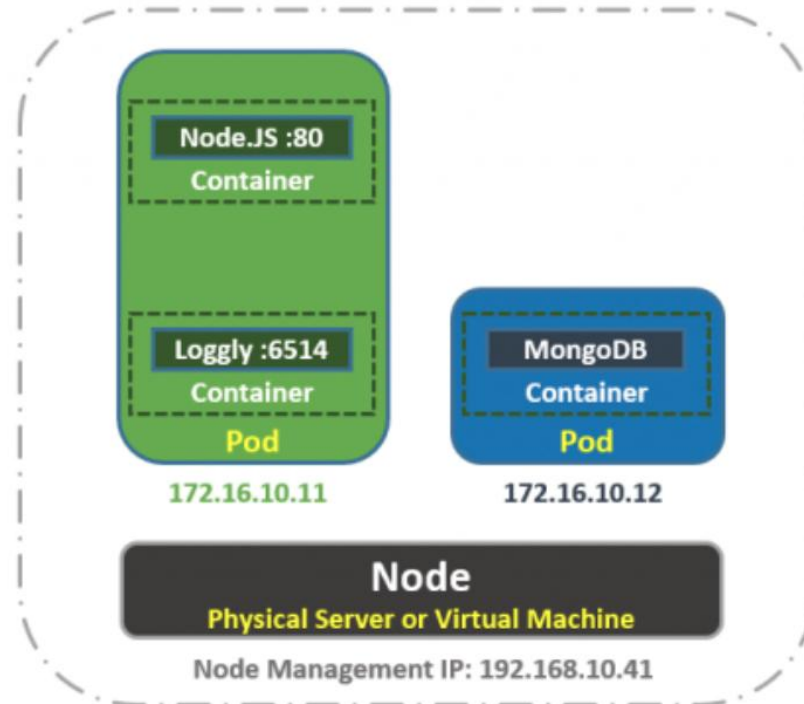 Node.JS :80
Container
Loggly :6514
Container
Pod
172.16.10.11
MongoDB
Container
Pod
172.16.10.12
Node
Physical Server or Virtual Machine
Node Management IP: 192.168.10.41